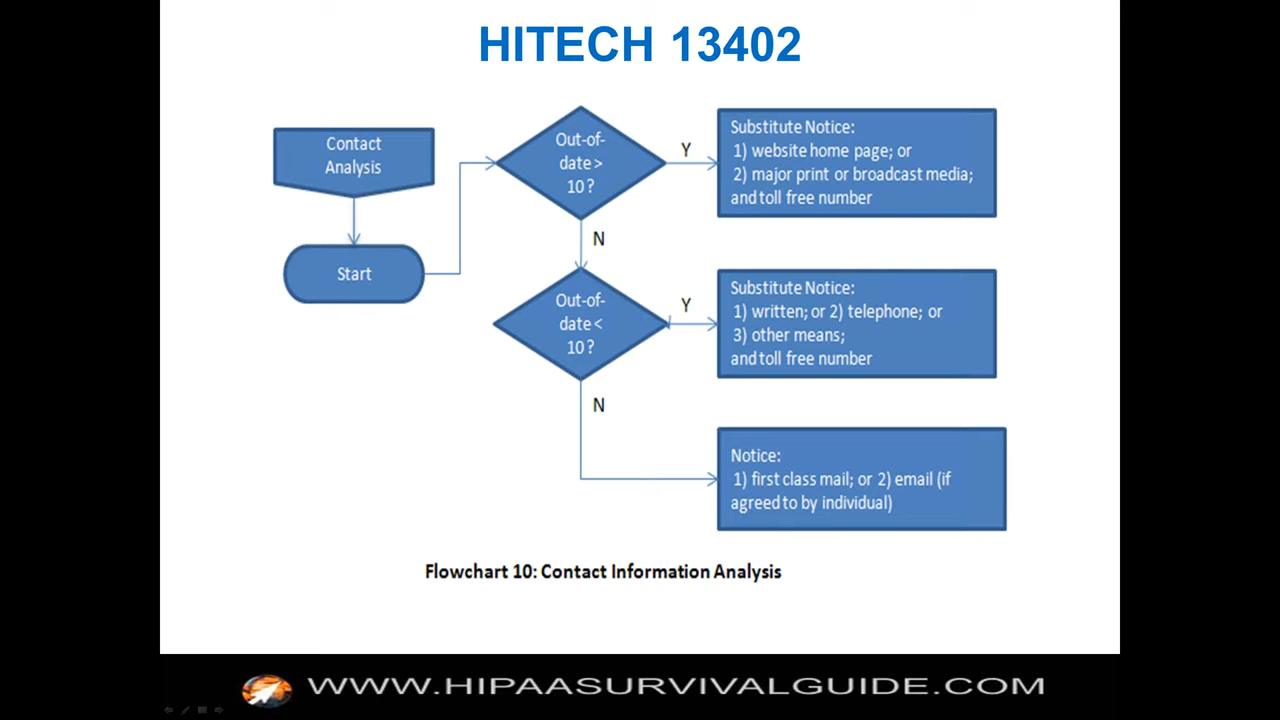 HITECH 13402
Contact
Analysis
Start
Out-of-
date >
10?
Y
Substitute Notice:
1) website home page; or
2) major print or broadcast media;
and toll free number
N
Out-of-
date <
10?
Y
Substitute Notice:
1) written; or 2) telephone; or
3) other means;
and toll free number
N
Notice:
1) first class mail; or 2) email (if
agreed to by individual)
Flowchart 10: Contact Information Analysis
WWW.HIPAASURVIVALGUIDE.COM